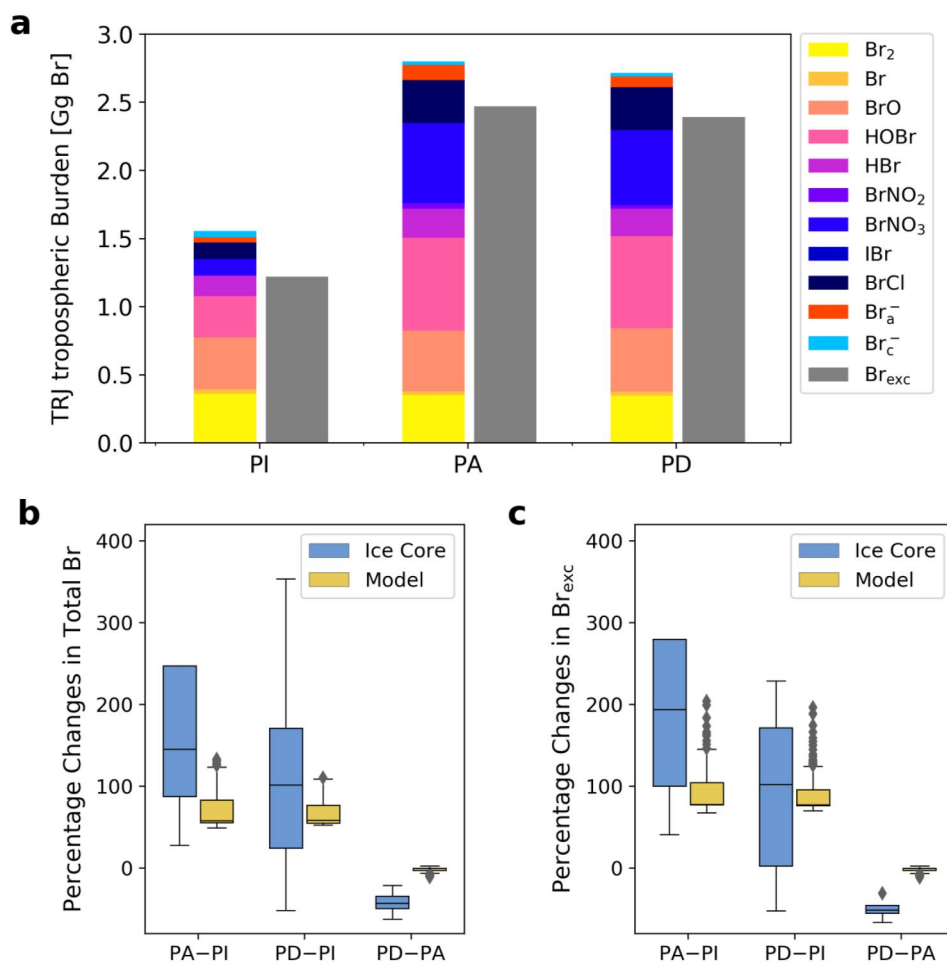 a
TRJ tropospheric Burden [Gg Br]
3.0
2.5
2.0
1.5
1.0
0.5
0.0
PI
PA
PD
Br₂
Br
BrO
HOBr
HBr
BrNO₂
BrNO₃
IBr
BrCl
Brₐ⁻
Br_c⁻
Br_exc
b
Percentage Changes in Total Br
400
300
200
100
0
Ice Core
Model
PA−PI
PD−PI
PD−PA
c
Percentage Changes in Br_exc
400
300
200
100
0
Ice Core
Model
PA−PI
PD−PI
PD−PA